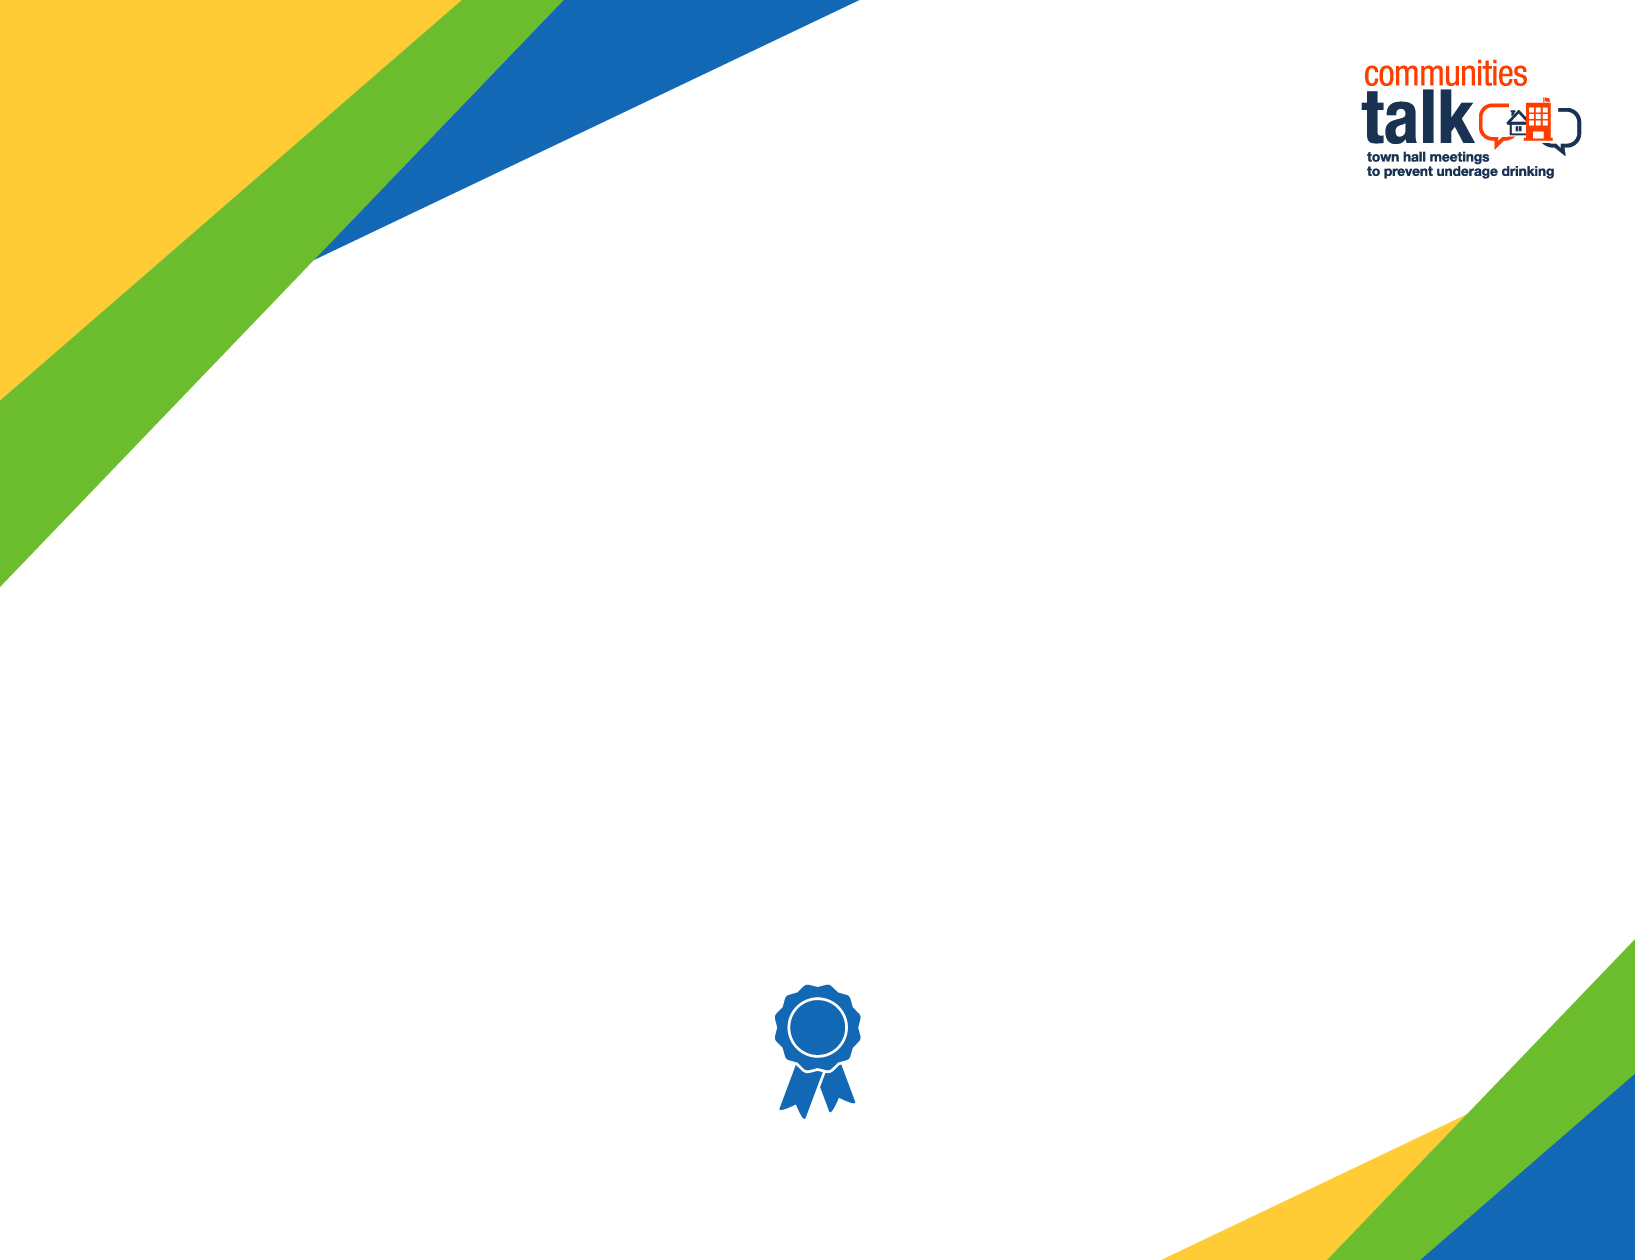 communities
talk
town hall meetings
to prevent underage drinking